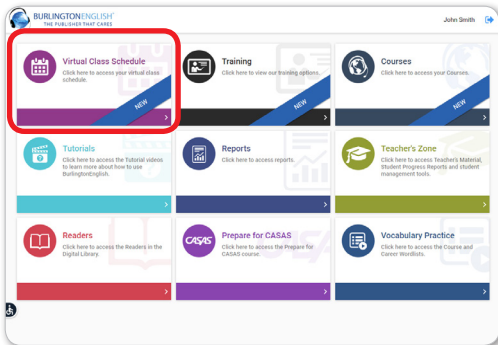 BURLINGTONENGLISH®
THE PUBLISHER THAT CARES
John Smith
Virtual Class Schedule
Click here to access your virtual class
schedule.
NEW
Training
Click here to view our training options.
NEW
Courses
Click here to access your Courses.
NEW
Tutorials
Click here to access the Tutorial videos
to learn more about how to use
BurlingtonEnglish.
Reports
Click here to access reports.
Teacher's Zone
Click here to access Teacher's Material,
Student Progress Reports and student
management tools.
Readers
Click here to access the Readers in the
Digital Library.
CASAS
Prepare for CASAS
Click here to access the Prepare for
CASAS course.
Vocabulary Practice
Click here to access the Course and
Career Wordlists.